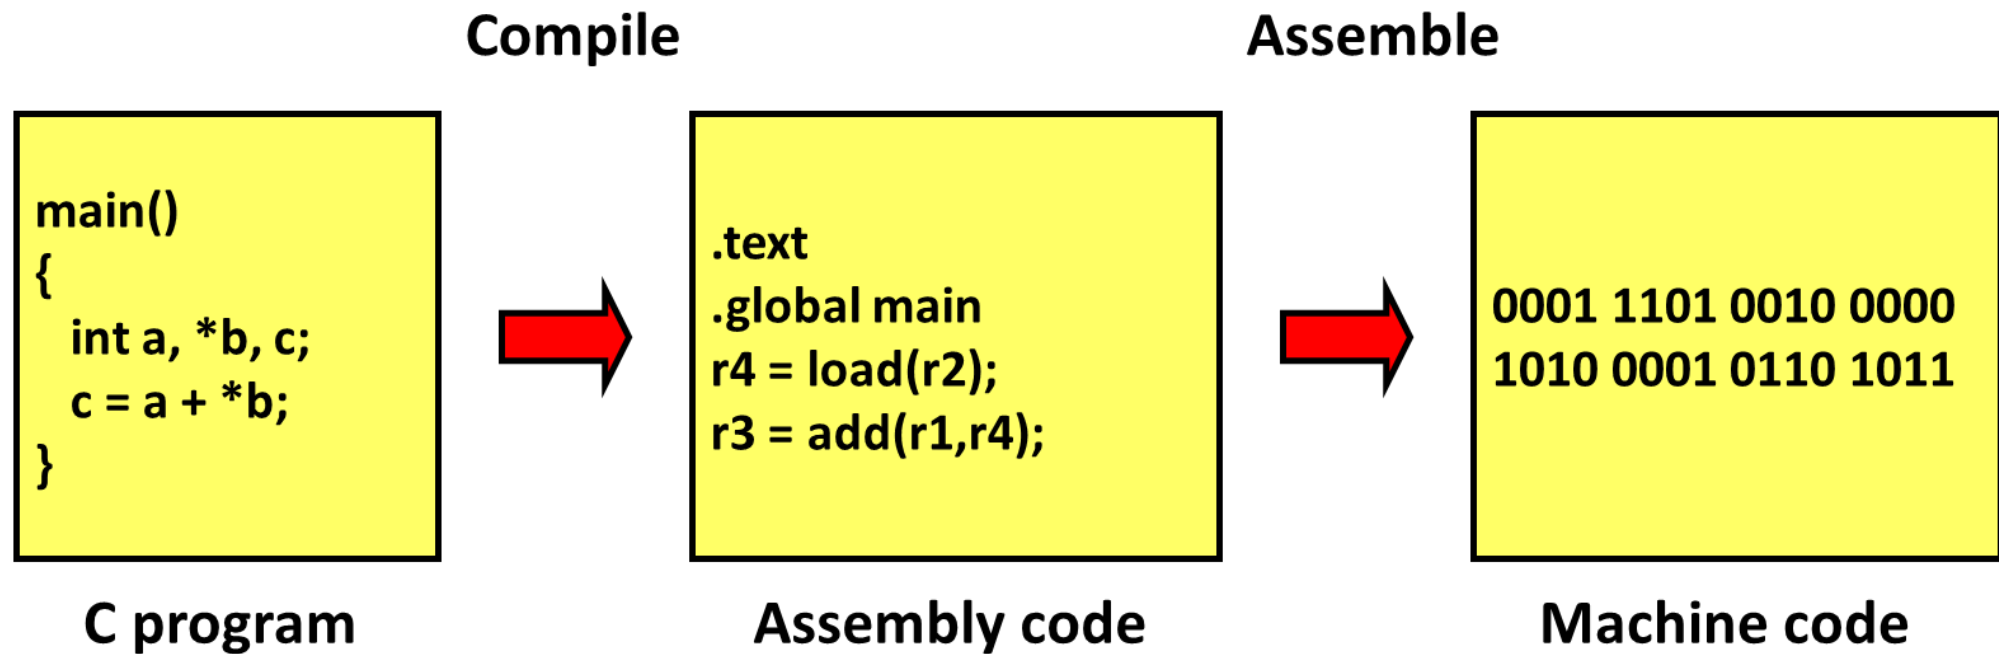 Compile
Assemble
main()
{
int a, *b, c;
c = a + *b;
}
.text
.global main
r4 = load(r2);
r3 = add(r1,r4);
0001 1101 0010 0000
1010 0001 0110 1011
C program
Assembly code
Machine code